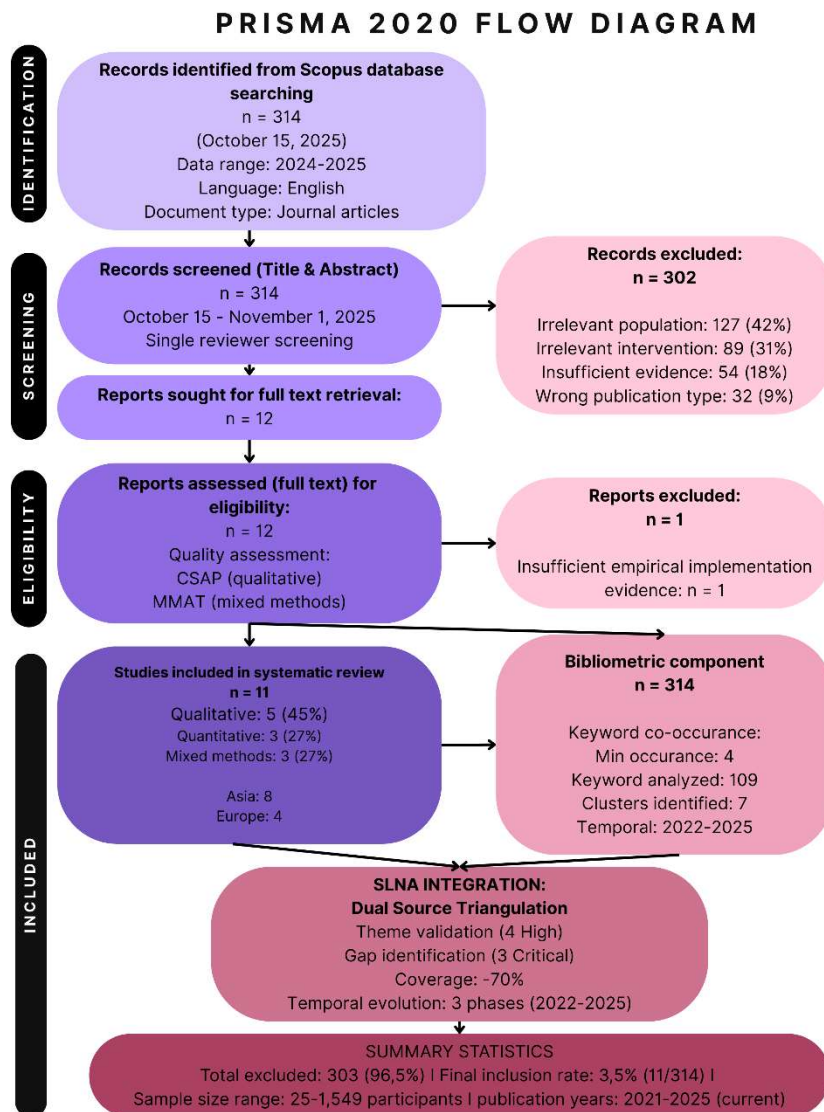 PRISMA 2020 FLOW DIAGRAM
IDENTIFICATION
Records identified from Scopus database
searching
n = 314
(October 15, 2025)
Data range: 2024-2025
Language: English
Document type: Journal articles
SCREENING
Records screened (Title & Abstract)
n = 314
October 15 - November 1, 2025
Single reviewer screening
Records excluded:
n = 302
Irrelevant population: 127 (42%)
Irrelevant intervention: 89 (31%)
Insufficient evidence: 54 (18%)
Wrong publication type: 32 (9%)
Reports sought for full text retrieval:
n = 12
ELIGIBILITY
Reports assessed (full text) for
eligibility:
n = 12
Quality assessment:
CSAP (qualitative)
MMAT (mixed methods)
Reports excluded:
n = 1
Insufficient empirical implementation
evidence: n = 1
INCLUDED
Studies included in systematic review
n = 11
Qualitative: 5 (45%)
Quantitative: 3 (27%)
Mixed methods: 3 (27%)
Asia: 8
Europe: 4
Bibliometric component
n = 314
Keyword co-occurance:
Min occurance: 4
Keyword analyzed: 109
Clusters identified: 7
Temporal: 2022-2025
SLNA INTEGRATION:
Dual Source Triangulation
Theme validation (4 High)
Gap identification (3 Critical)
Coverage: -70%
Temporal evolution: 3 phases (2022-2025)
SUMMARY STATISTICS
Total excluded: 303 (96,5%) I Final inclusion rate: 3,5% (11/314) I
Sample size range: 25-1,549 participants I publication years: 2021-2025 (current)